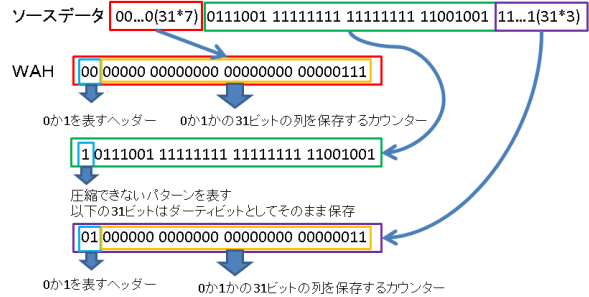 ソースデータ 00...0(31*7) 0111001 11111111 11111111 11001001 11...1(31*3)
WAH 00 00000 00000000 00000000 00000111
0か1を表すヘッダー 0か1かの31ビットの列を保存するカウンター
1 0111001 11111111 11111111 11001001
圧縮できないパターンを表す
以下の31ビットはダーティビットとしてそのまま保存
01 000000 0000000 00000000 00000011
0か1を表すヘッダー 0か1かの31ビットの列を保存するカウンター